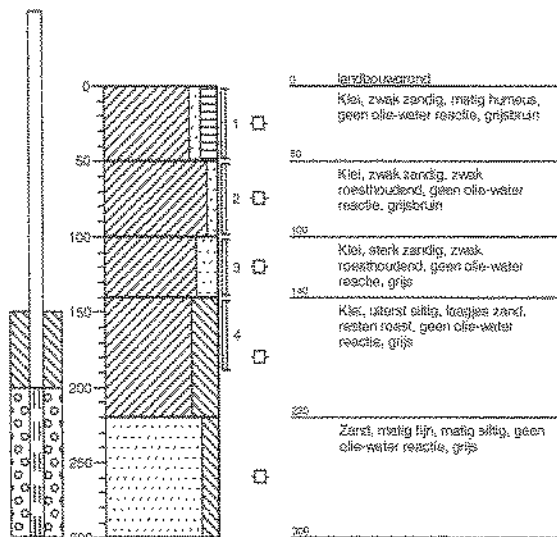 0
landbouwgrond
Klei, zwak zandig, matig humeus,
geen olie-water reactie, grijsbruin
50
Klei, zwak zandig, zwak
roesthoudend, geen olie-water
reactie, grijsbruin
100
Klei, sterk zandig, zwak
roesthoudend, geen olie-water
reactie, grijs
140
Klei, uiterst siltig, laagjes zand,
resten roest, geen olie-water
reactie, grijs
220
Zand, matig fijn, matig siltig, geen
olie-water reactie, grijs
300
0
50
100
150
200
250
300
1
2
3
4